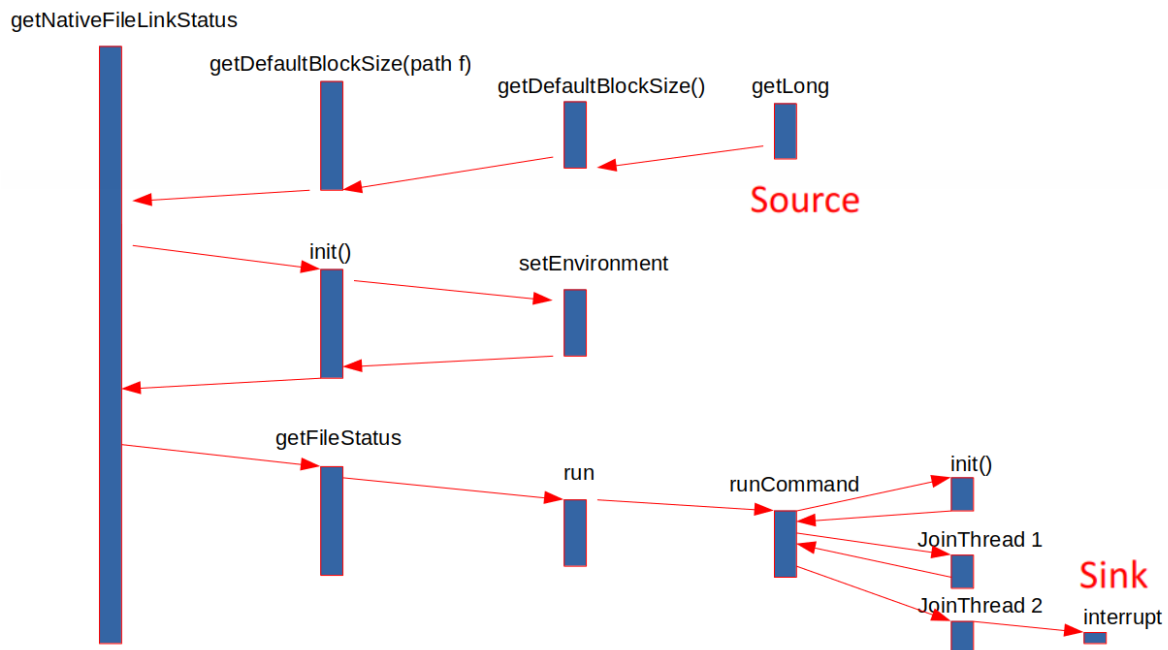 getNativeFileLinkStatus
getDefaultBlockSize(path f)
getDefaultBlockSize()
getLong
Source
init()
setEnvironment
getFileStatus
run
runCommand
init()
JoinThread 1
Sink
JoinThread 2
interrupt